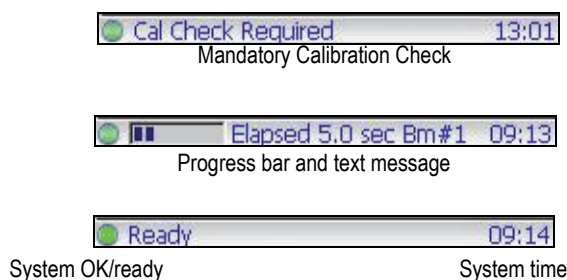 Cal Check Required 13:01
Mandatory Calibration Check
Elapsed 5.0 sec Bm#1 09:13
Progress bar and text message
Ready 09:14
System OK/ready System time